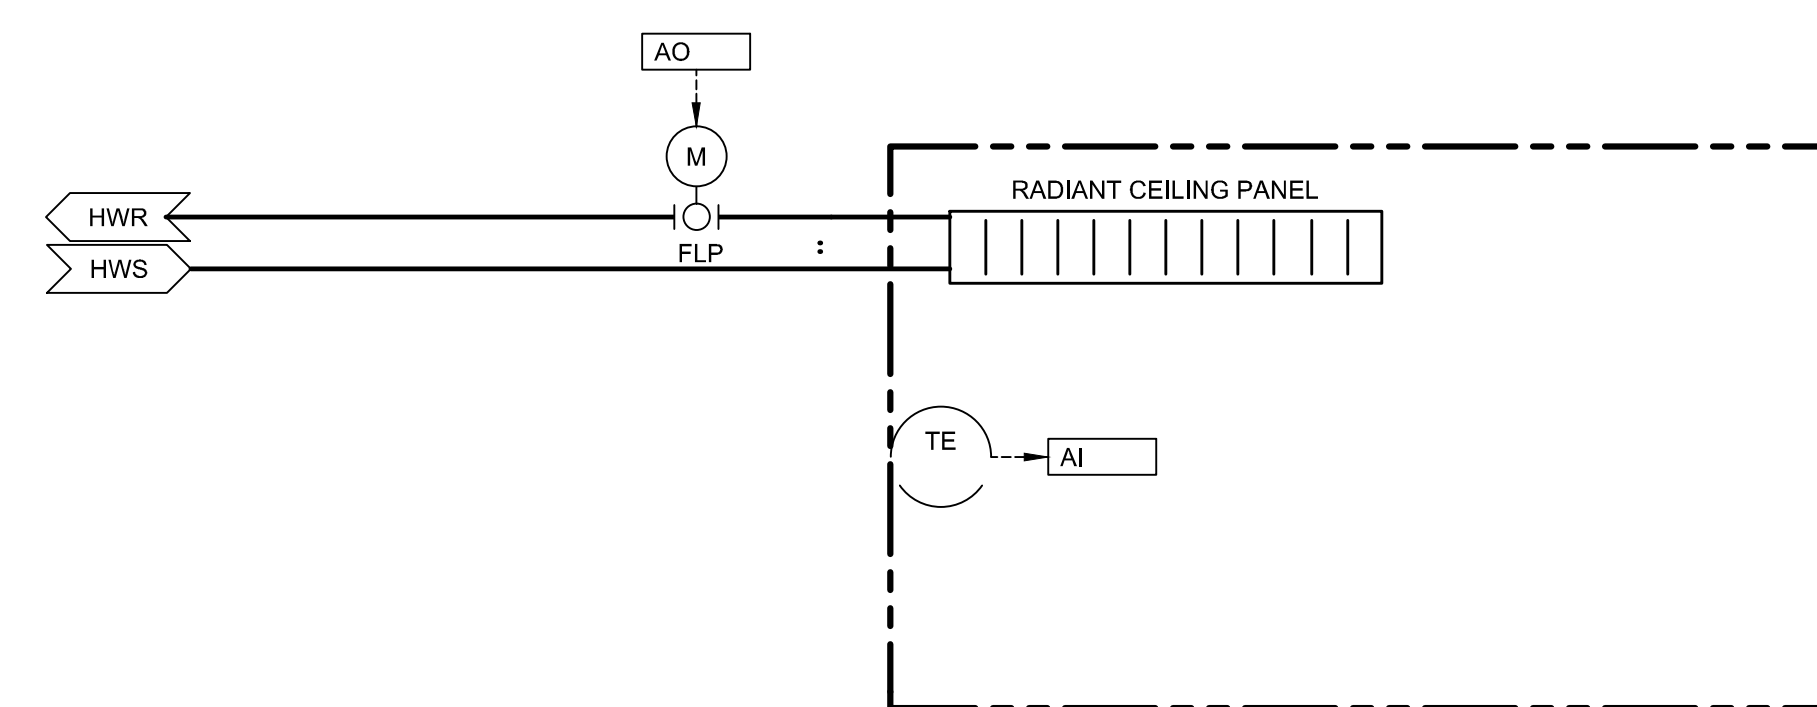 AO
M
RADIANT CEILING PANEL
HWR
FLP
HWS
TE
AI